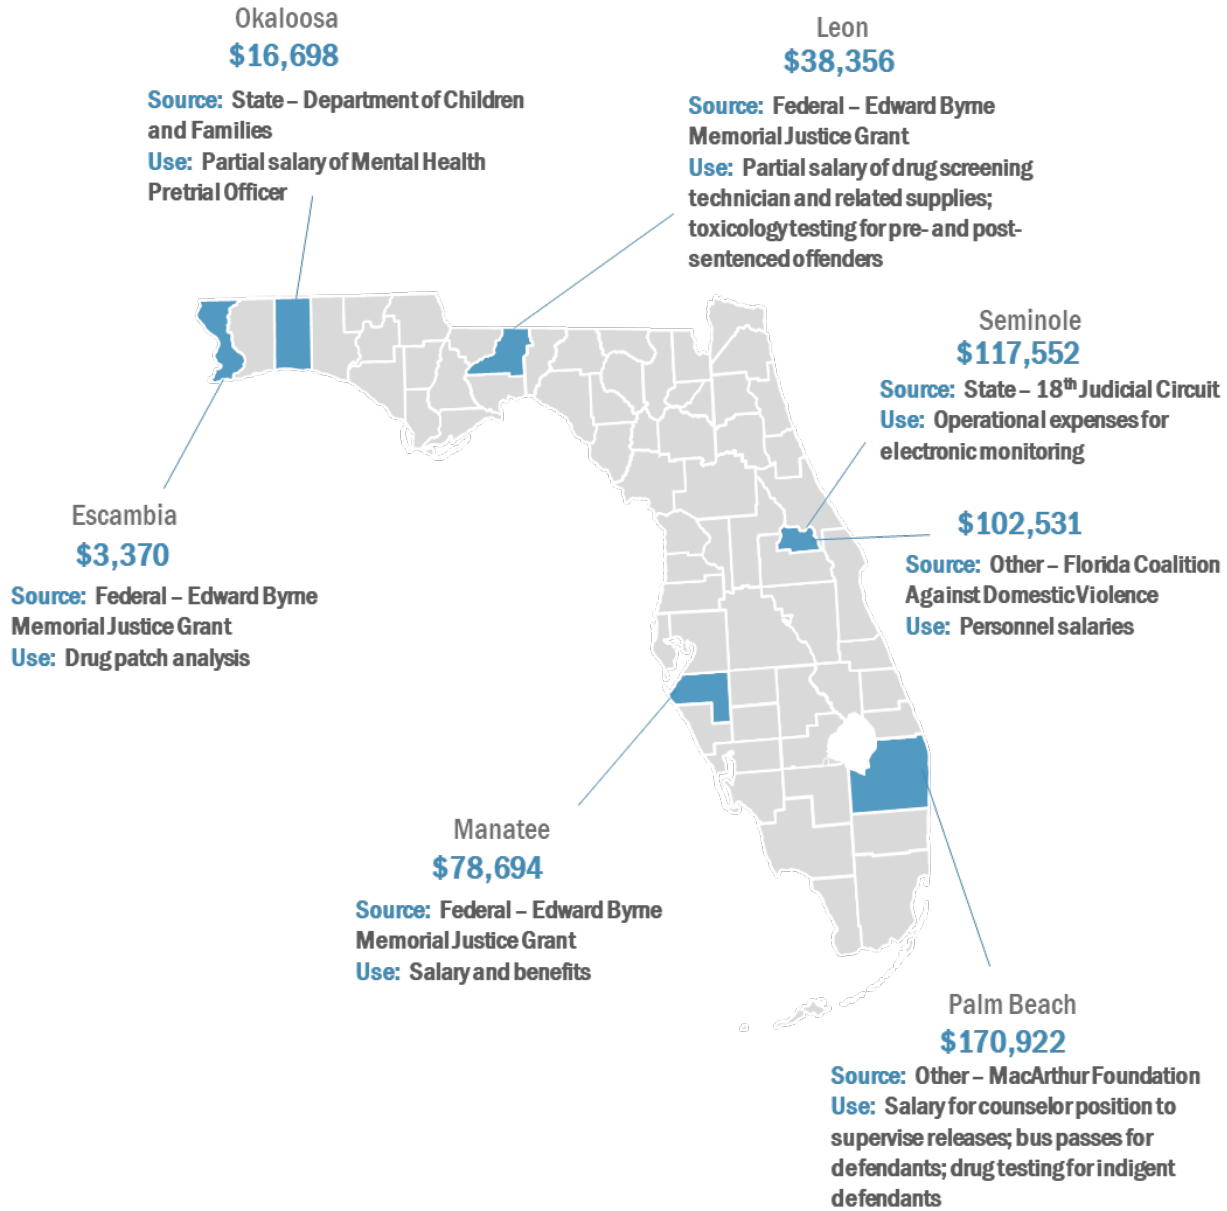 Okaloosa
$16,698
Source: State – Department of Children
and Families
Use: Partial salary of Mental Health
Pretrial Officer
Leon
$38,356
Source: Federal – Edward Byrne
Memorial Justice Grant
Use: Partial salary of drug screening
technician and related supplies;
toxicology testing for pre- and post-
sentenced offenders
Seminole
$117,552
Source: State – 18th Judicial Circuit
Use: Operational expenses for
electronic monitoring
$102,531
Source: Other – Florida Coalition
Against Domestic Violence
Use: Personnel salaries
Escambia
$3,370
Source: Federal – Edward Byrne
Memorial Justice Grant
Use: Drug patch analysis
Manatee
$78,694
Source: Federal – Edward Byrne
Memorial Justice Grant
Use: Salary and benefits
Palm Beach
$170,922
Source: Other – MacArthur Foundation
Use: Salary for counselor position to
supervise releases; bus passes for
defendants; drug testing for indigent
defendants